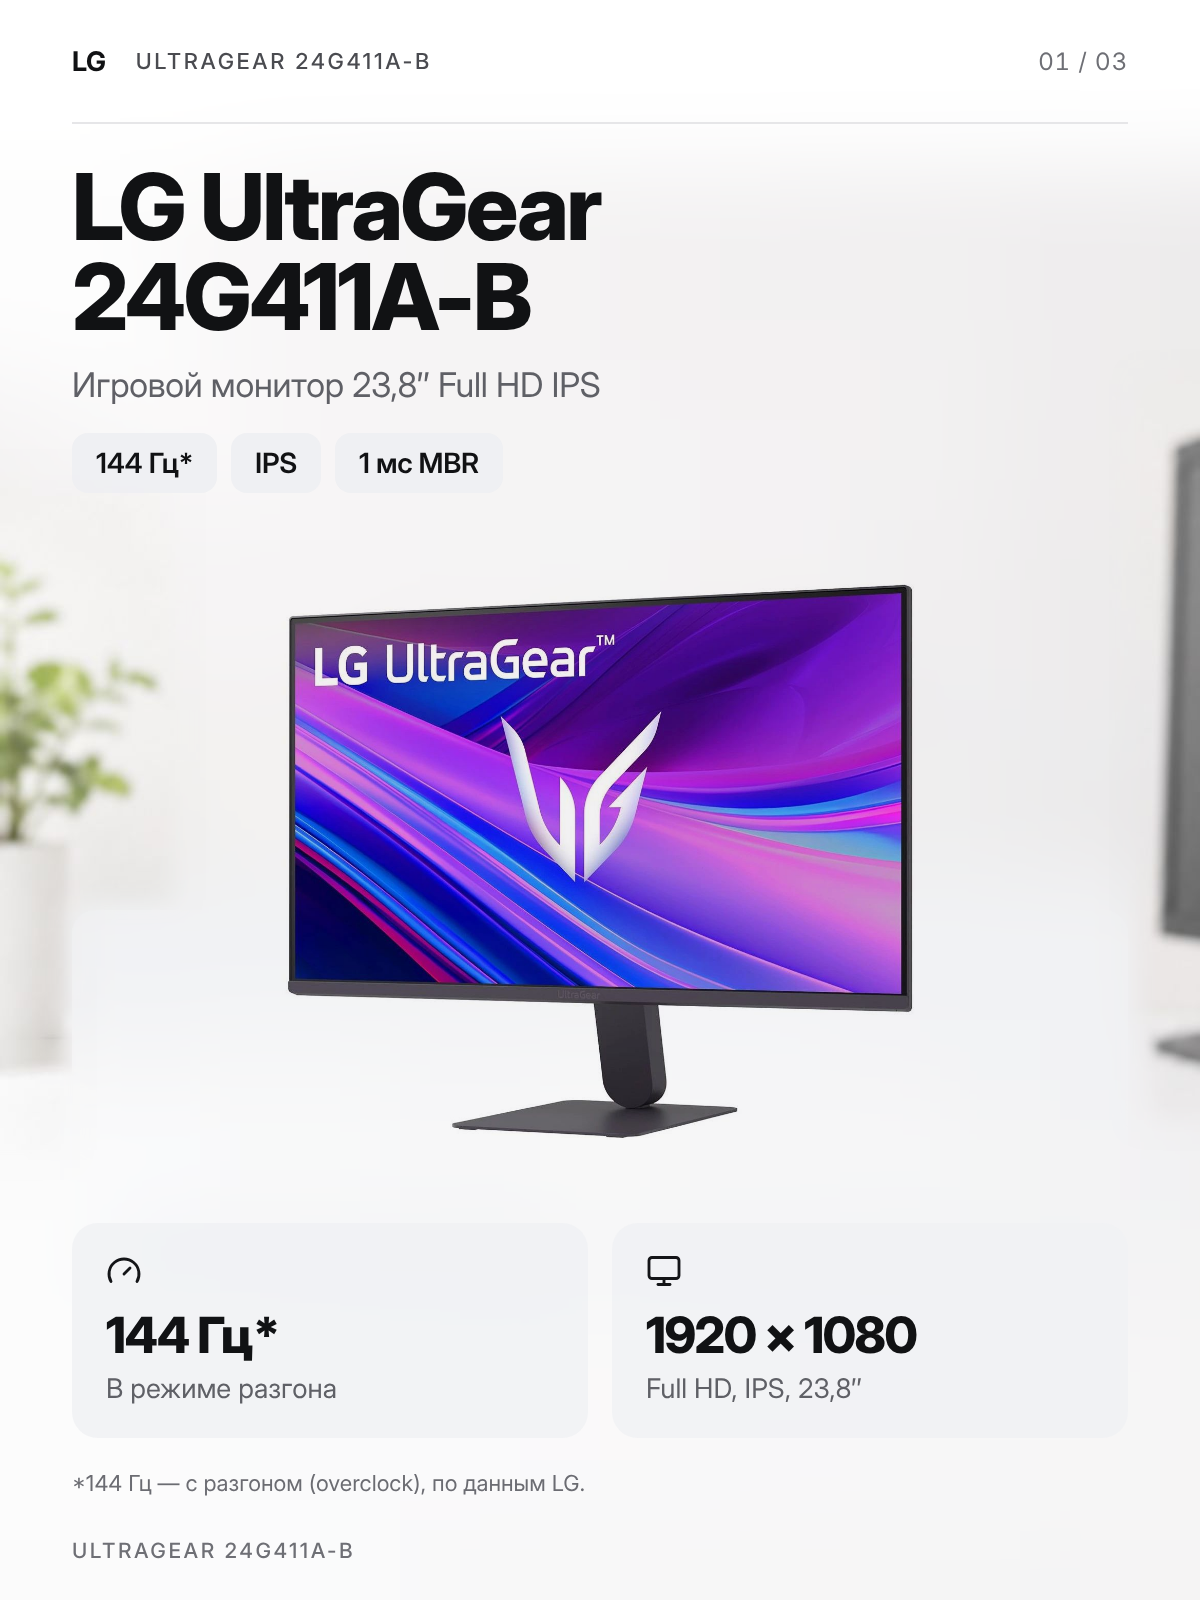 LG ULTRAGEAR 24G411A-B 01 / 03
LG UltraGear
24G411A-B
Игровой монитор 23,8″ Full HD IPS
144 Гц* IPS 1 мс MBR
LG UltraGear™
UltraGear
144 Гц*
В режиме разгона
1920 × 1080
Full HD, IPS, 23,8″
*144 Гц — с разгоном (overclock), по данным LG.
ULTRAGEAR 24G411A-B